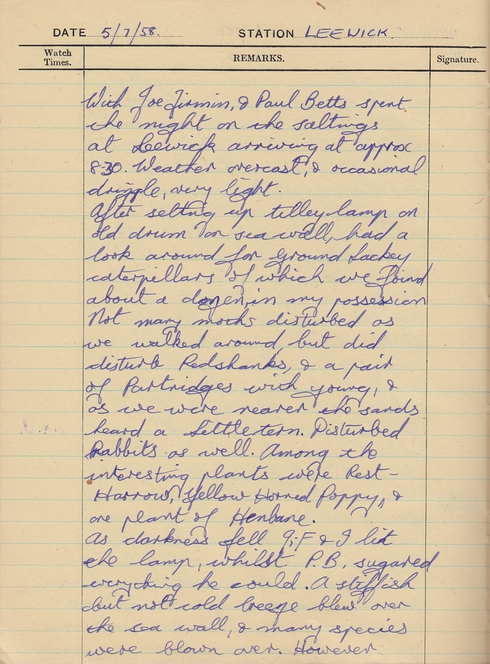 DATE 5/7/58. STATION LEEWICK.
Watch Times. REMARKS. Signature.
With Joe Firmin, & Paul Betts spent
the night on the saltings
at Leewick arriving at approx
8-30. Weather overcast, & occasional
drizzle, very light.
After setting up tilley lamp on
old drum on sea wall, had a
look around for Ground Lackey
caterpillars of which we found
about a dozen in my possession
Not many moths disturbed as
we walked around, but did
disturb Redshanks, & a pair
of Partridges with young, &
as we were nearer the sands
heard a Little tern. Disturbed
Rabbits as well. Among the
interesting plants were Rest-
Harrow, Yellow Horned Poppy, &
one plant of Henbane.
As darkness fell J.F & I lit
the lamp, whilst P.B. sugared
everything he could. A stiffish
but not cold breeze blew over
the sea wall, & many species
were blown over. However